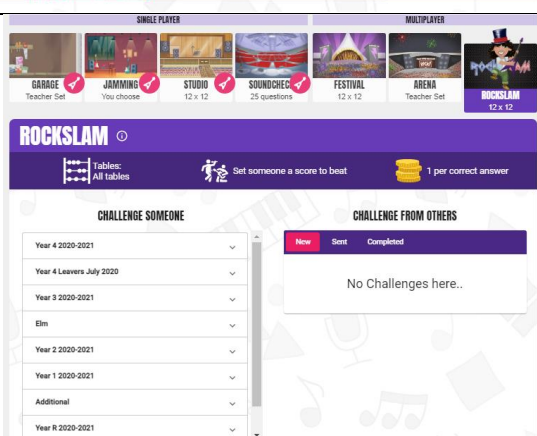 SINGLE PLAYER
MULTIPLAYER
GARAGE
Teacher Set
JAMMING
You choose
STUDIO
12 x 12
SOUNDCHECK
25 questions
FESTIVAL
12 x 12
ARENA
Teacher Set
ROCKSLAM
12 x 12
ROCKSLAM
Tables:
All tables
Set someone a score to beat
1 per correct answer
CHALLENGE SOMEONE
Year 4 2020-2021
Year 4 Leavers July 2020
Year 3 2020-2021
Elm
Year 2 2020-2021
Year 1 2020-2021
Additional
Year R 2020-2021
CHALLENGE FROM OTHERS
New Sent Completed
No Challenges here..